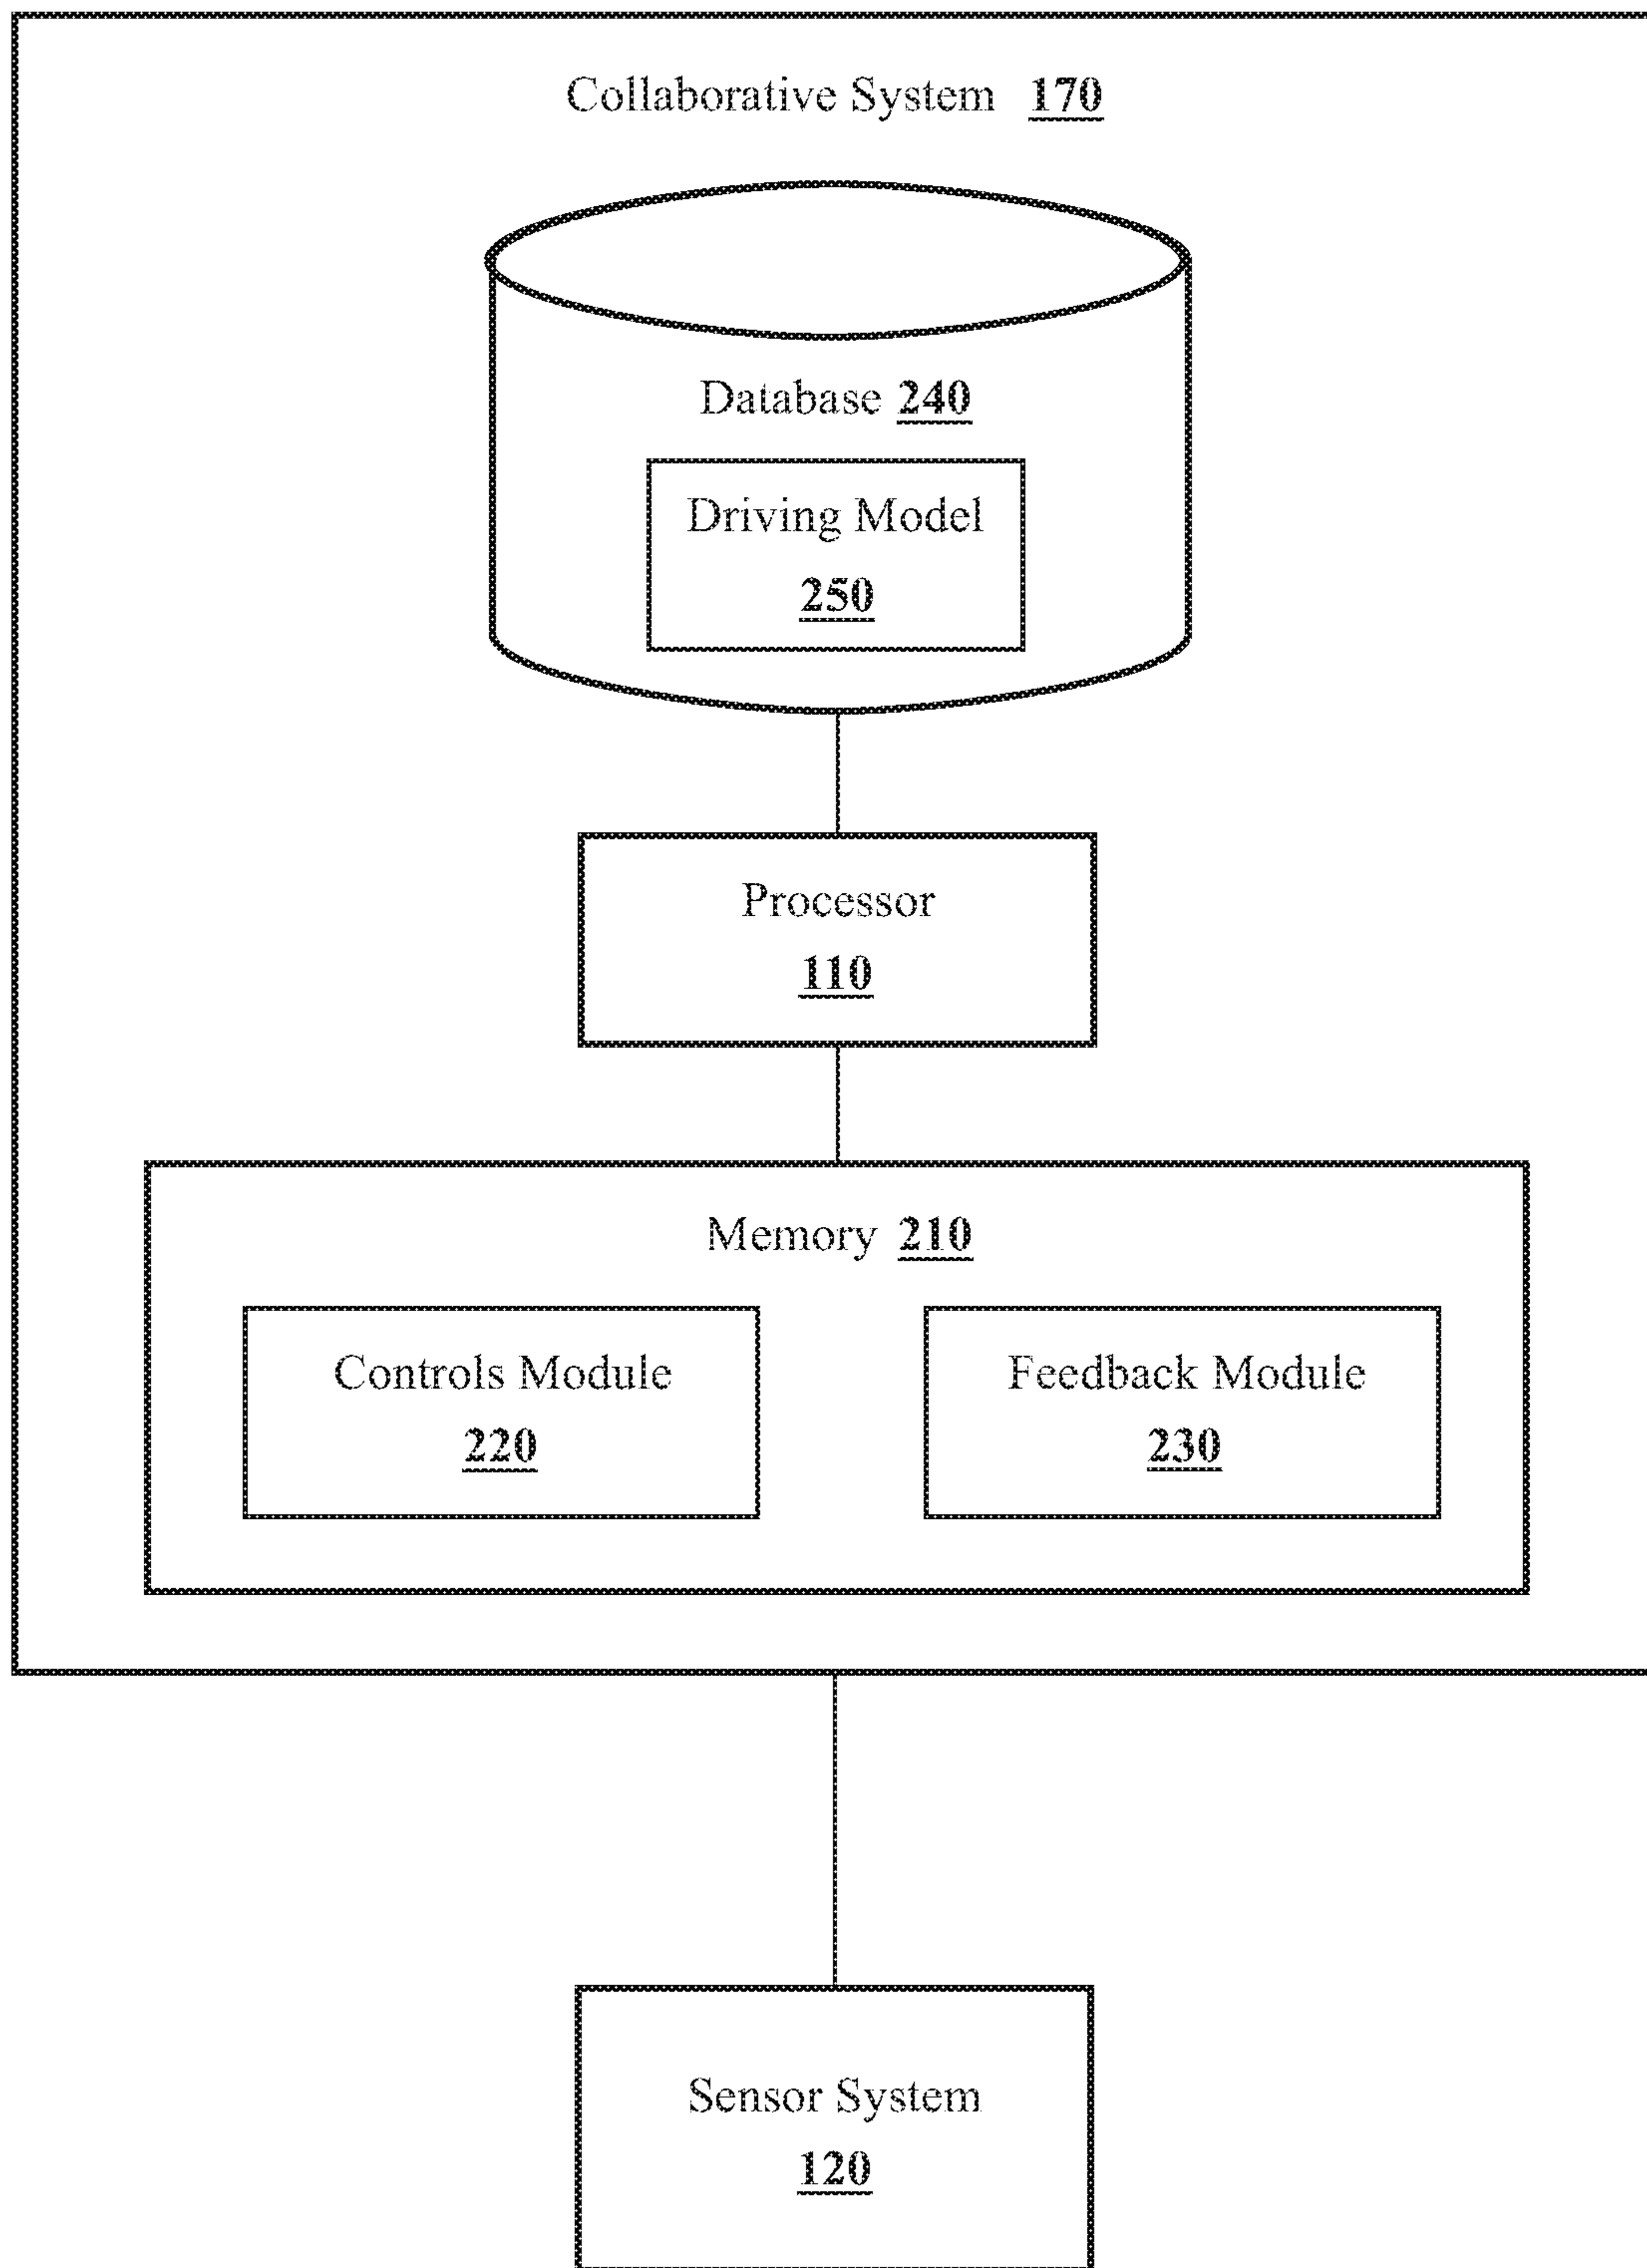 Collaborative System 170
Database 240
Driving Model
250
Processor
110
Memory 210
Controls Module
220
Feedback Module
230
Sensor System
120